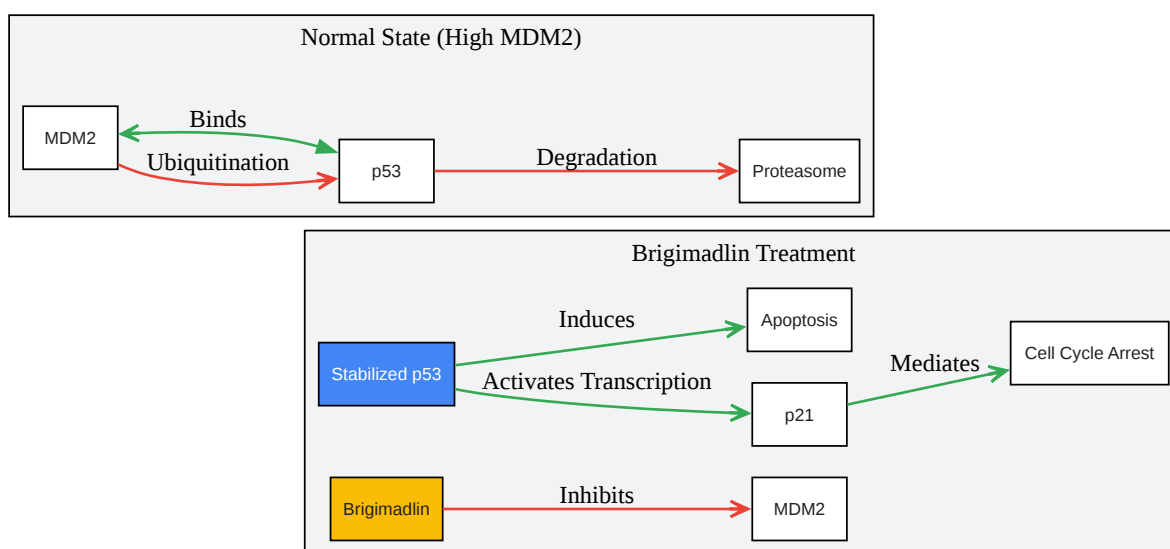 Normal State (High MDM2)
MDM2
Binds
Ubiquitination
p53
Degradation
Proteasome
Brigimadlin Treatment
Stabilized p53
Induces
Apoptosis
Activates Transcription
p21
Mediates
Cell Cycle Arrest
Brigimadlin
Inhibits
MDM2